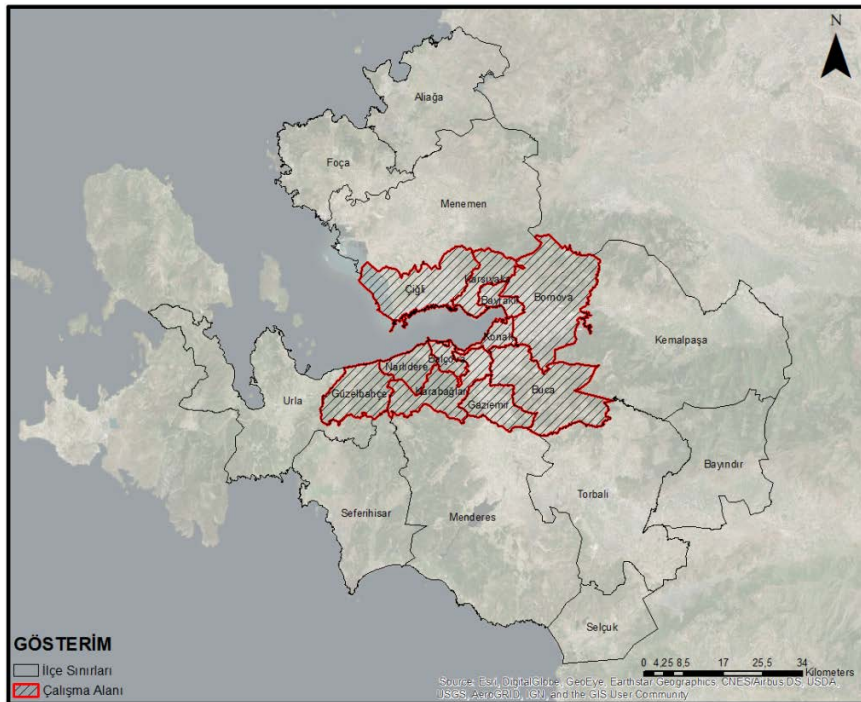 N
Aliağa
Foça
Menemen
Karşıyaka
Çiğli
Bayraklı
Bornova
Konak
Kemalpaşa
Balçova
Narlıdere
Güzelbahçe
Karabağlar
Buca
Urla
Gaziemir
Bayındır
Torbalı
Seferihisar
Menderes
Selçuk
GÖSTERİM
İlçe Sınırları
Çalışma Alanı
0 4,25 8,5 17 25,5 34
Kilometers
Source: Esri, DigitalGlobe, GeoEye, Earthstar Geographics, CNES/Airbus DS, USDA,
USGS, AeroGRID, IGN, and the GIS User Community